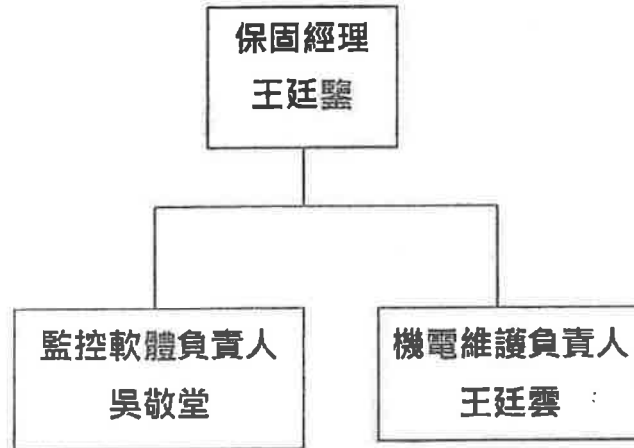 保固經理
王廷鑒
監控軟體負責人
吳敬堂
機電維護負責人
王廷雲